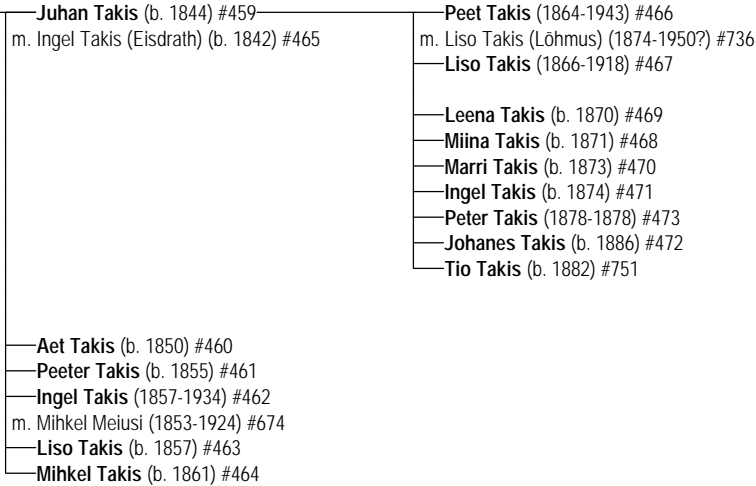 Juhan Takis (b. 1844) #459
m. Ingel Takis (Eisdrath) (b. 1842) #465
Peet Takis (1864-1943) #466
m. Liso Takis (Lõhmus) (1874-1950?) #736
Liso Takis (1866-1918) #467
Leena Takis (b. 1870) #469
Miina Takis (b. 1871) #468
Marri Takis (b. 1873) #470
Ingel Takis (b. 1874) #471
Peter Takis (1878-1878) #473
Johanes Takis (b. 1886) #472
Tio Takis (b. 1882) #751
Aet Takis (b. 1850) #460
Peeter Takis (b. 1855) #461
Ingel Takis (1857-1934) #462
m. Mihkel Meiusi (1853-1924) #674
Liso Takis (b. 1857) #463
Mihkel Takis (b. 1861) #464